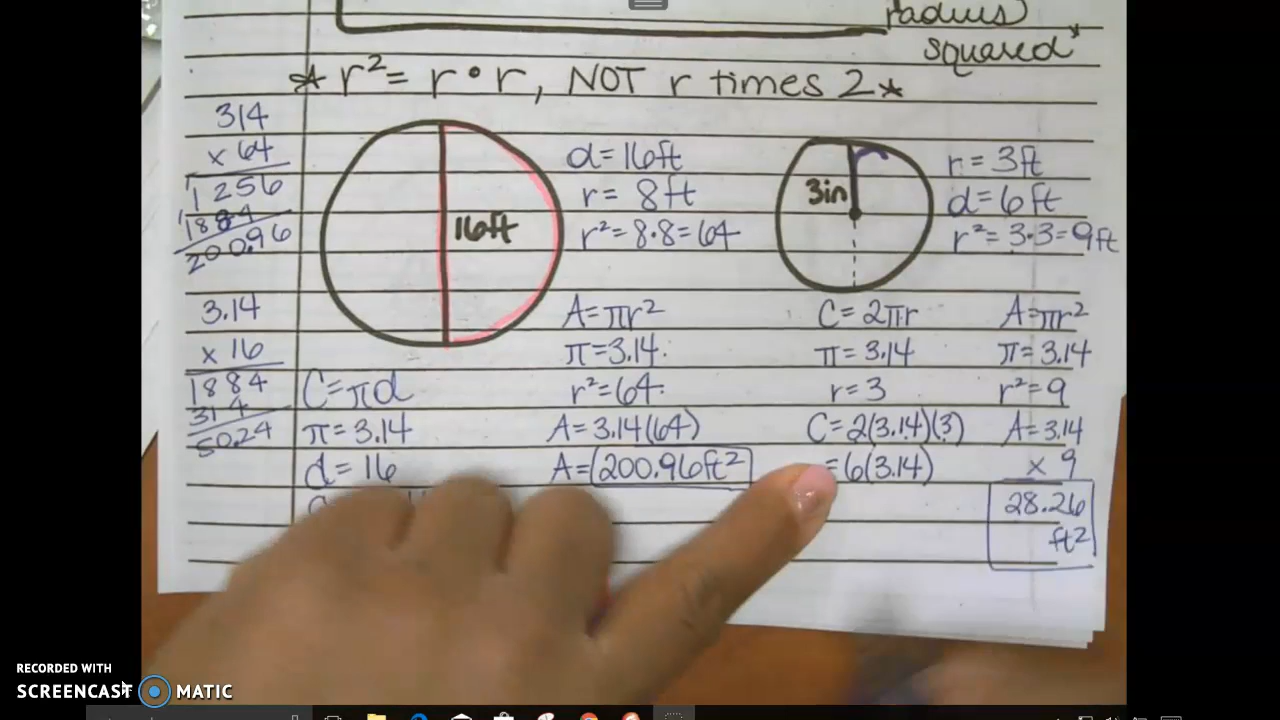 radius
squared*
* r² = r • r, NOT r times 2 *
314
x 64
1256
1884
200.96
3.14
x 16
1884
314
50.24
16ft
d = 16ft
r = 8ft
r² = 8•8 = 64
C = πd
π = 3.14
d = 16
A = πr²
π = 3.14
r² = 64
A = 3.14(64)
A = 200.96ft²
3in
r = 3ft
d = 6ft
r² = 3•3 = 9ft
C = 2πr
π = 3.14
r = 3
C = 2(3.14)(3)
= 6(3.14)
A = πr²
π = 3.14
r² = 9
A = 3.14
x 9
28.26
ft²
RECORDED WITH
SCREENCAST MATIC